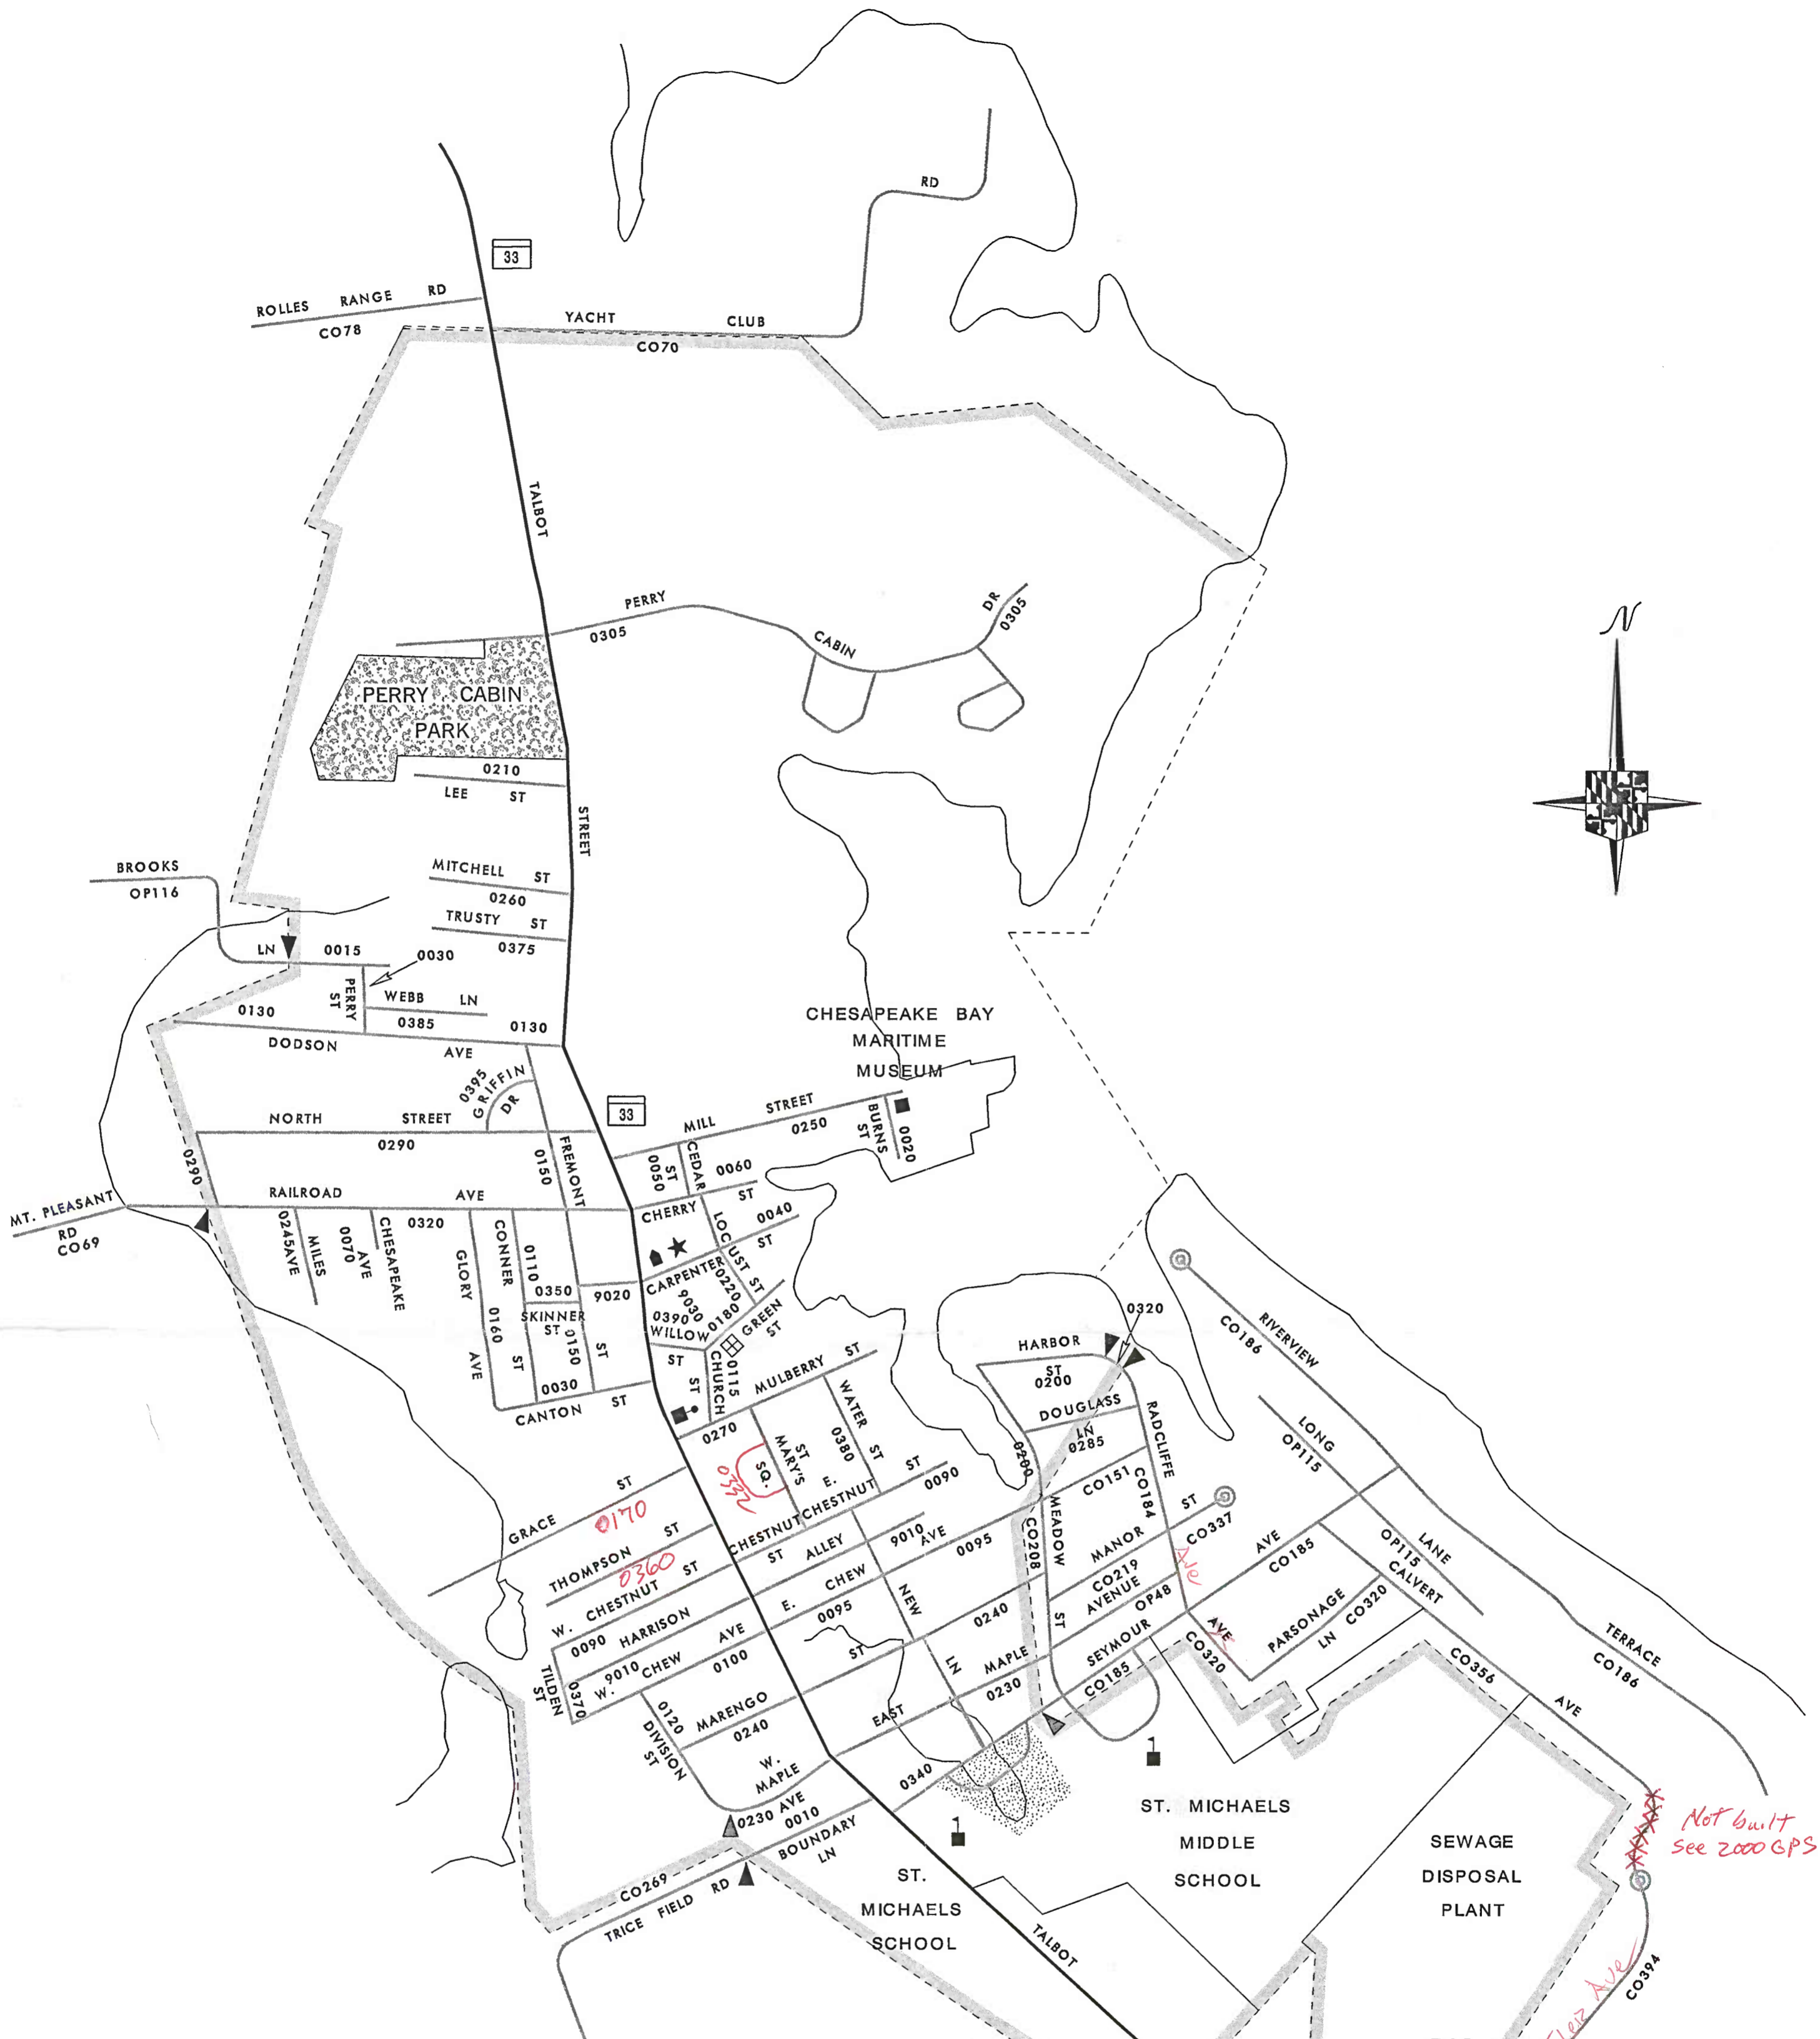 RD
33
ROLLES RANGE RD
CO78
YACHT CLUB
CO70
TALBOT
PERRY
0305
CABIN
DR
0305
N
PERRY CABIN
PARK
0210
LEE ST
STREET
MITCHELL ST
0260
BROOKS
OP116
TRUSTY ST
0375
LN 0015
0030
PERRY
ST
WEBB LN
0385
0130
0130
DODSON AVE
CHESAPEAKE BAY
MARITIME
MUSEUM
0395
GRIFFIN
DR
33
MILL STREET
0250
BURNS
ST
0020
NORTH STREET
0290
0290
FREMONT
0150
CEDAR
ST
0050
0060
CHERRY ST
MT. PLEASANT
RD
CO69
RAILROAD AVE
0320
0245AVE
MILES
0070
AVE
CHESAPEAKE
GLORY
0160
AVE
CONNER
0110
ST
0350
SKINNER
ST
0150
ST
9020
0030
CANTON ST
LOCUST ST
0040
ST
CARPENTER
0220
9030
0390
0180
WILLOW
ST
GREEN
ST
0115
CHURCH
ST
MULBERRY ST
0270
WATER
0380
ST
ST
MARY'S
SQ.
2330
E.
CHESTNUT
ST
0090
0320
HARBOR
ST
0200
DOUGLASS
LN
0285
0200
RADCLIFFE
CO151
CO184
CO186
RIVERVIEW
LONG
OP115
GRACE ST
0170
THOMPSON ST
0360
W. CHESTNUT ST
0090
CHESTNUT
ST ALLEY
9010
AVE
0095
HARRISON
9010
E. CHEW
0095
W. CHEW AVE
0100
TILDEN
ST
0370
0120
DIVISION
ST
MARENGO
0240
ST
0240
NEW
LN
MEADOW
CO208
ST
MANOR ST
CO337
CO219
AVENUE
OP48
Ave
SEYMOUR AVE
CO185
CO185
AVE
CO320
PARSONAGE
LN
CO320
OP115
LANE
CALVERT
CO356
AVE
TERRACE
CO186
EAST MAPLE
0230
W.
MAPLE
0230 AVE
0010
BOUNDARY
LN
0340
CO269
TRICE FIELD RD
ST. MICHAELS
MIDDLE
SCHOOL
ST.
MICHAELS
SCHOOL
TALBOT
SEWAGE
DISPOSAL
PLANT
Not built
See 2000 GPS
Ave
CO394